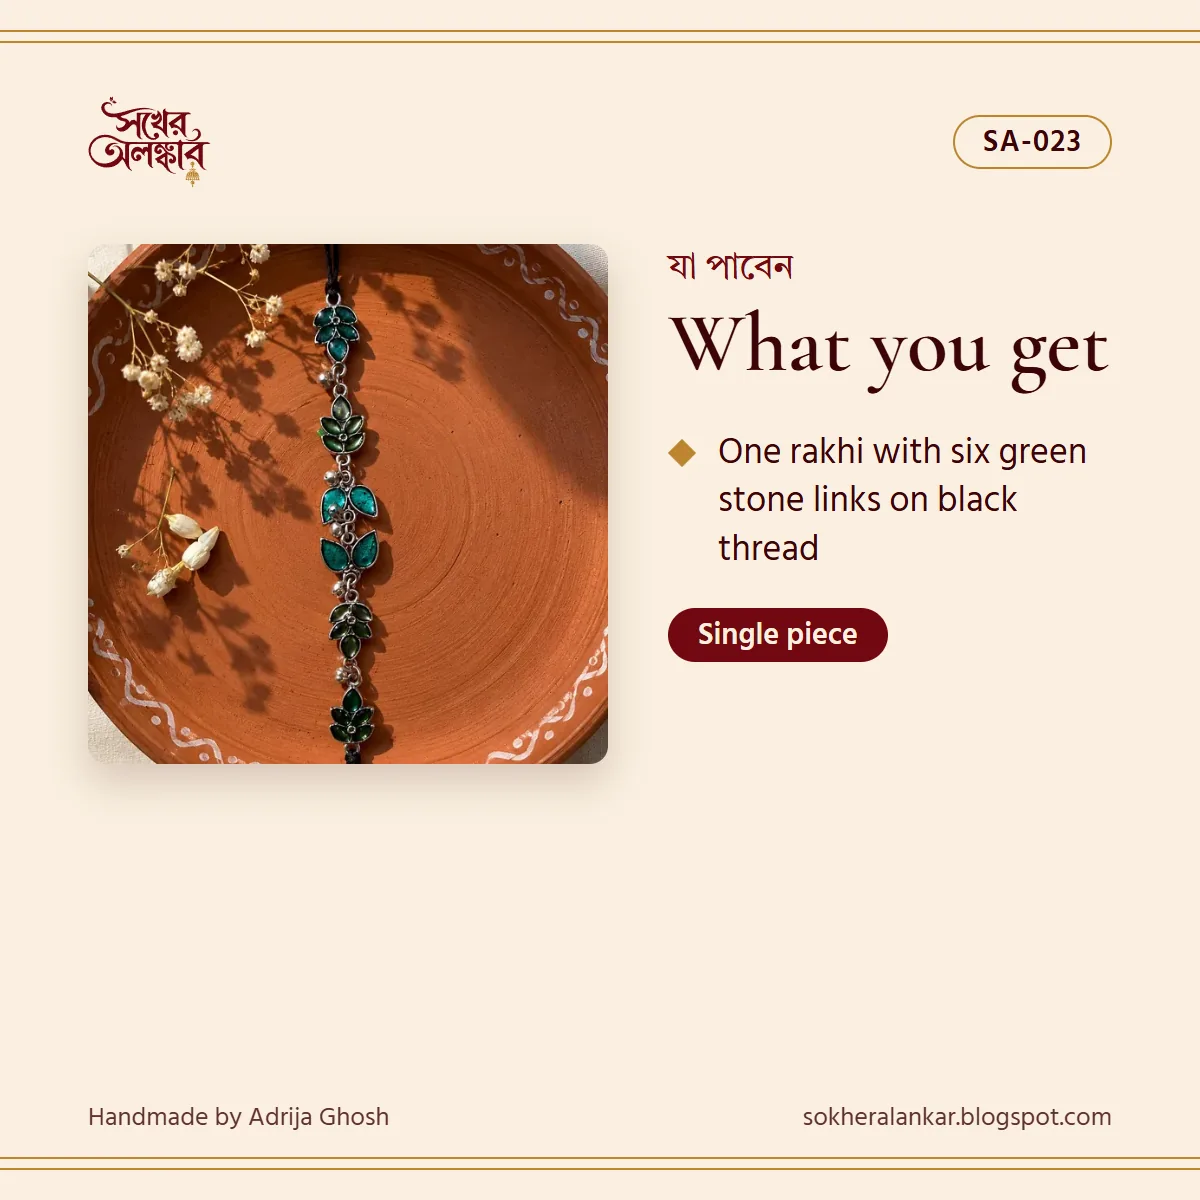 সখের
অলঙ্কার
SA-023
যা পাবেন
What you get
One rakhi with six green
stone links on black
thread
Single piece
Handmade by Adrija Ghosh
sokheralankar.blogspot.com